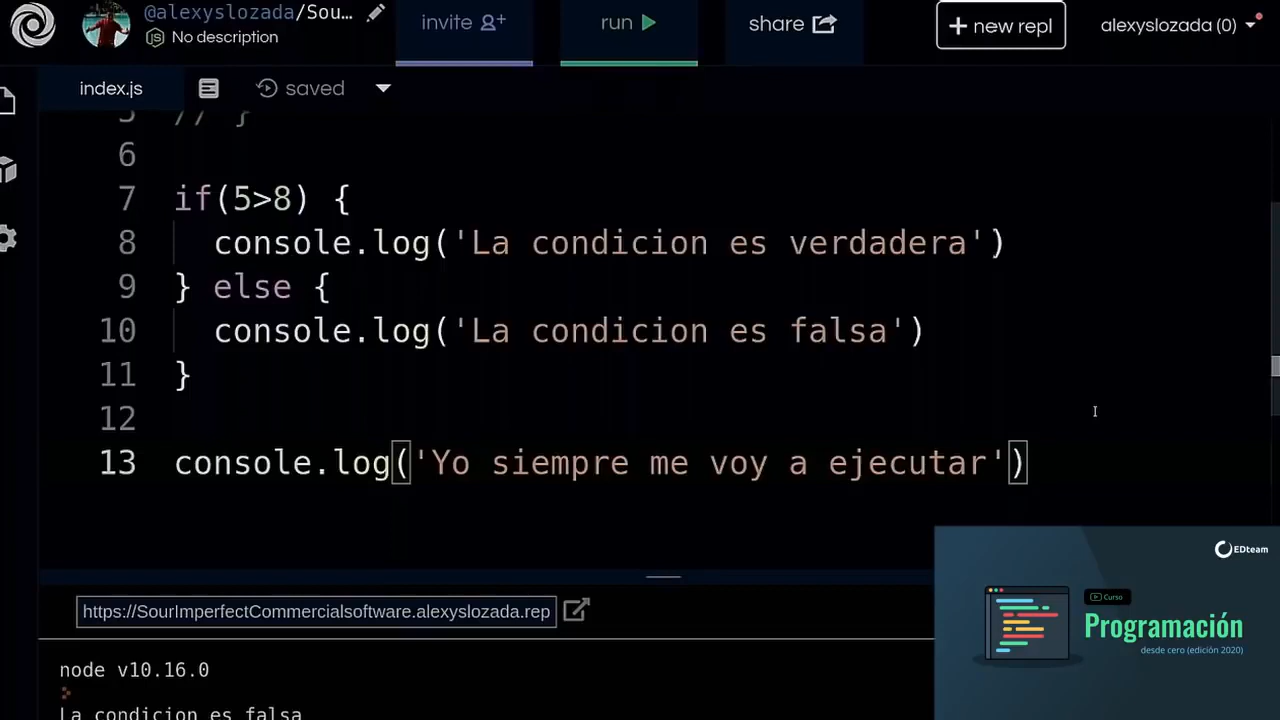 @alexyslozada/Sour...
No description
invite
run
share
+ new repl
alexyslozada (0)
index.js
saved
5 // }
6
7 if(5>8) {
8 console.log('La condicion es verdadera')
9 } else {
10 console.log('La condicion es falsa')
11 }
12
13 console.log('Yo siempre me voy a ejecutar')
https://SourImperfectCommercialsoftware.alexyslozada.rep
node v10.16.0
La condicion es falsa
EDteam
Curso
Programación
desde cero (edición 2020)